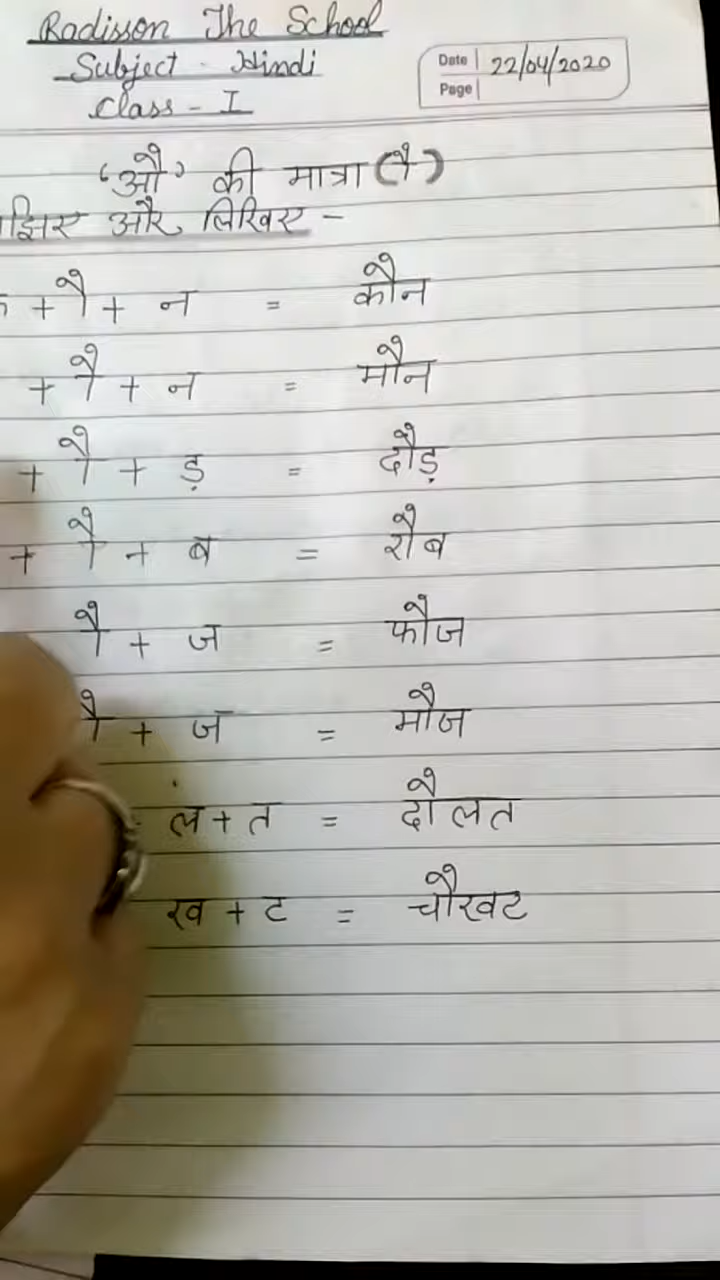 Radisson The School
Subject - Hindi
Class - I
Date 22/04/2020
Page
'औ' की मात्रा (ौ)
और लिखिए -
+ ौ + न = कौन
+ ौ + न = मौन
+ ौ + ड़ = दौड़
+ ौ + ब = रौब
ौ + ज = फौज
ौ + ज = मौज
ल + त = दौलत
ख + ट = चौखट